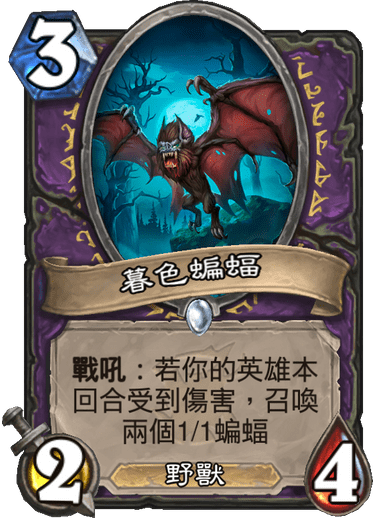 3
暮色蝙蝠
戰吼：若你的英雄本
回合受到傷害，召喚
兩個1/1蝙蝠
2
野獸
4